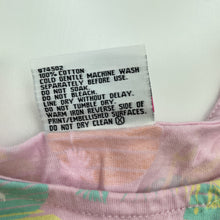 974502
100% COTTON
COLD GENTLE MACHINE WASH
SEPARATELY BEFORE USE.
DO NOT SOAK.
DO NOT BLEACH.
LINE DRY WITHOUT DELAY.
DO NOT TUMBLE DRY.
WARM IRON REVERSE SIDE OF
PRINT/EMBELLISHED SURFACES.
DO NOT DRY CLEAN Ⓧ